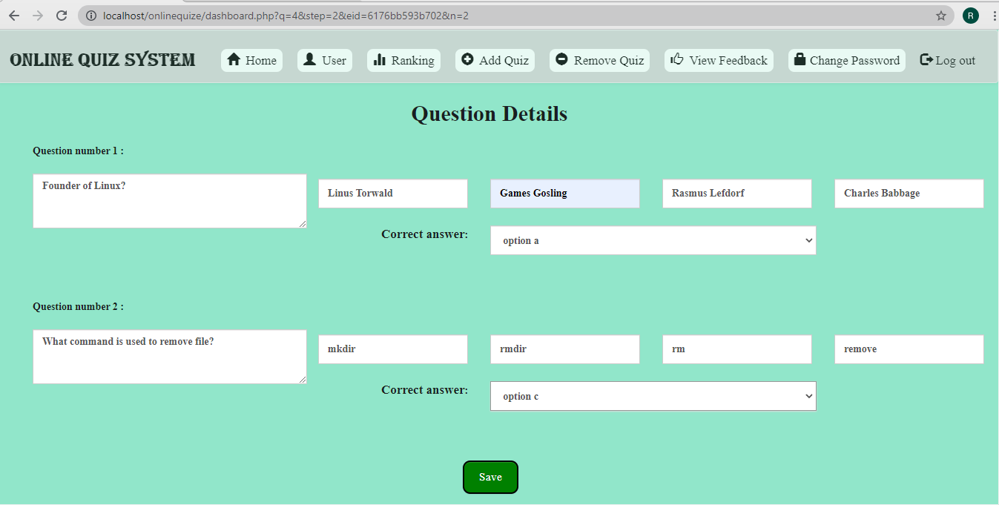 localhost/onlinequize/dashboard.php?q=4&step=2&eid=6176bb593b702&n=2
R
ONLINE QUIZ SYSTEM Home User Ranking Add Quiz Remove Quiz View Feedback Change Password Log out
Question Details
Question number 1 :
Founder of Linux?
Linus Torwald Games Gosling Rasmus Lefdorf Charles Babbage
Correct answer: option a
Question number 2 :
What command is used to remove file?
mkdir rmdir rm remove
Correct answer: option c
Save